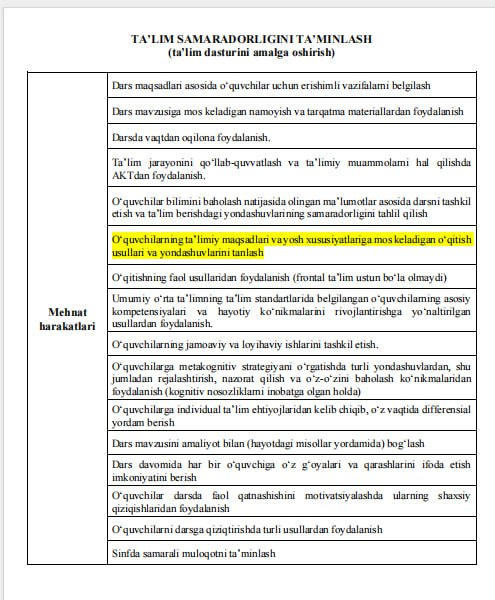 TA’LIM SAMARADORLIGINI TA’MINLASH
(ta’lim dasturini amalga oshirish)
Mehnat
harakatlari
Dars maqsadlari asosida o‘quvchilar uchun erishimli vazifalarni belgilash
Dars mavzusiga mos keladigan namoyish va tarqatma materiallardan foydalanish
Darsda vaqtdan oqilona foydalanish.
Ta’lim jarayonini qo‘llab-quvvatlash va ta’limiy muammolarni hal qilishda
AKTdan foydalanish.
O‘quvchilar bilimini baholash natijasida olingan ma’lumotlar asosida darsni tashkil
etish va ta’lim berishdagi yondashuvlarining samaradorligini tahlil qilish
O‘quvchilarning ta’limiy maqsadlari va yosh xususiyatlariga mos keladigan o‘qitish
usullari va yondashuvlarini tanlash
O‘qitishning faol usullaridan foydalanish (frontal ta’lim ustun bo‘la olmaydi)
Umumiy o‘rta ta’limning ta’lim standartlarida belgilangan o‘quvchilarning asosiy
kompetensiyalari va hayotiy ko‘nikmalarini rivojlantirishga yo‘naltirilgan
usullardan foydalanish.
O‘quvchilarning jamoaviy va loyihaviy ishlarini tashkil etish.
O‘quvchilarga metakognitiv strategiyani o‘rgatishda turli yondashuvlardan, shu
jumladan rejalashtirish, nazorat qilish va o‘z-o‘zini baholash ko‘nikmalaridan
foydalanish (kognitiv nosozliklarni inobatga olgan holda)
O‘quvchilarga individual ta’lim ehtiyojlaridan kelib chiqib, o‘z vaqtida differensial
yordam berish
Dars mavzusini amaliyot bilan (hayotdagi misollar yordamida) bog‘lash
Dars davomida har bir o‘quvchiga o‘z g‘oyalari va qarashlarini ifoda etish
imkoniyatini berish
O‘quvchilar darsda faol qatnashishini motivatsiyalashda ularning shaxsiy
qiziqishlaridan foydalanish
O‘quvchilarni darsga qiziqtirishda turli usullardan foydalanish
Sinfda samarali muloqotni ta’minlash